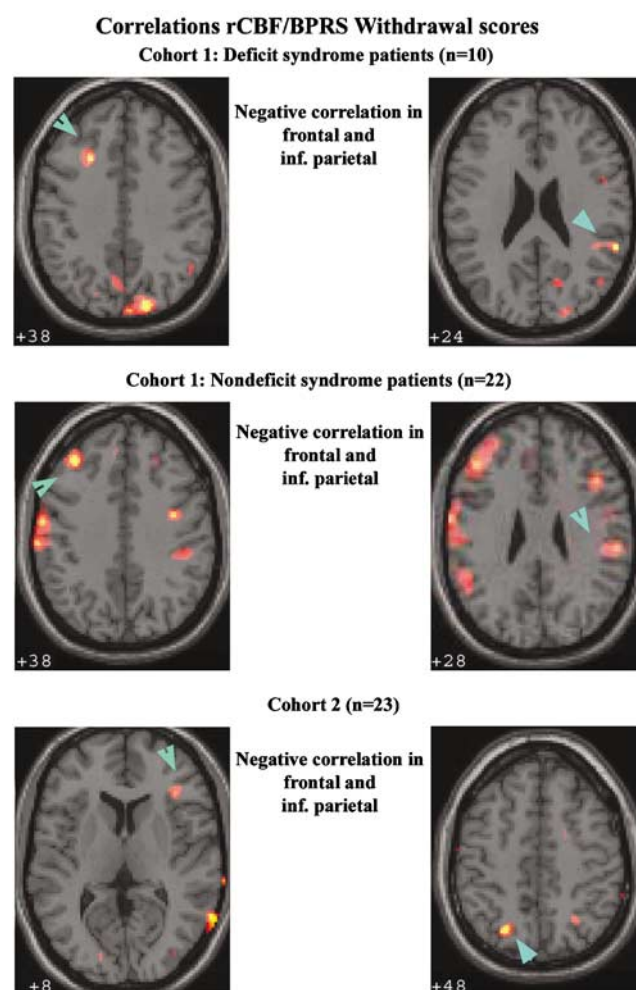 Correlations rCBF/BPRS Withdrawal scores
Cohort 1: Deficit syndrome patients (n=10)
Negative correlation in
frontal and
inf. parietal
+38
+24
Cohort 1: Nondeficit syndrome patients (n=22)
Negative correlation in
frontal and
inf. parietal
+38
+28
Cohort 2 (n=23)
Negative correlation in
frontal and
inf. parietal
+8
+48